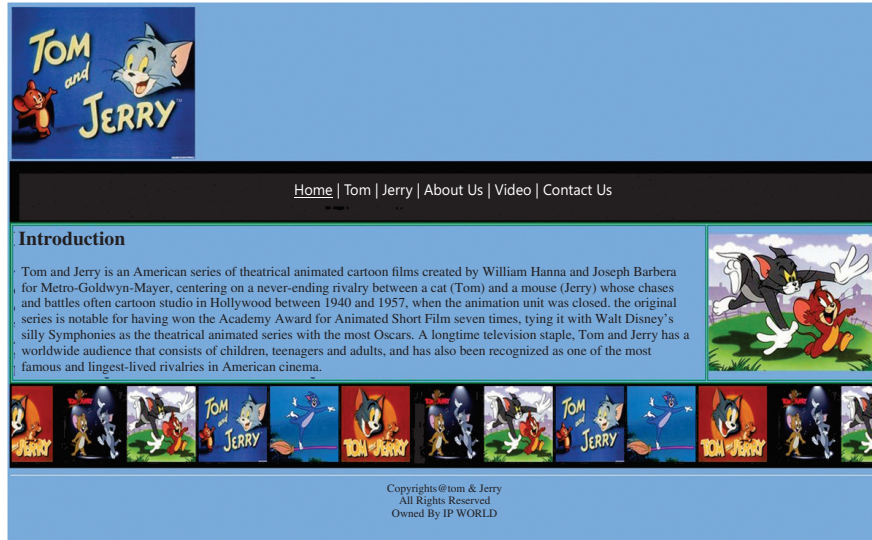 TOM
and
JERRY
Home | Tom | Jerry | About Us | Video | Contact Us
Introduction
Tom and Jerry is an American series of theatrical animated cartoon films created by William Hanna and Joseph Barbera
for Metro-Goldwyn-Mayer, centering on a never-ending rivalry between a cat (Tom) and a mouse (Jerry) whose chases
and battles often cartoon studio in Hollywood between 1940 and 1957, when the animation unit was closed. the original
series is notable for having won the Academy Award for Animated Short Film seven times, tying it with Walt Disney's
silly Symphonies as the theatrical animated series with the most Oscars. A longtime television staple, Tom and Jerry has a
worldwide audience that consists of children, teenagers and adults, and has also been recognized as one of the most
famous and lingest-lived rivalries in American cinema.
TOM
and
JERRY
TOM AND JERRY
TOM
and
JERRY
TOM AND JERRY
Copyrights@tom & Jerry
All Rights Reserved
Owned By IP WORLD